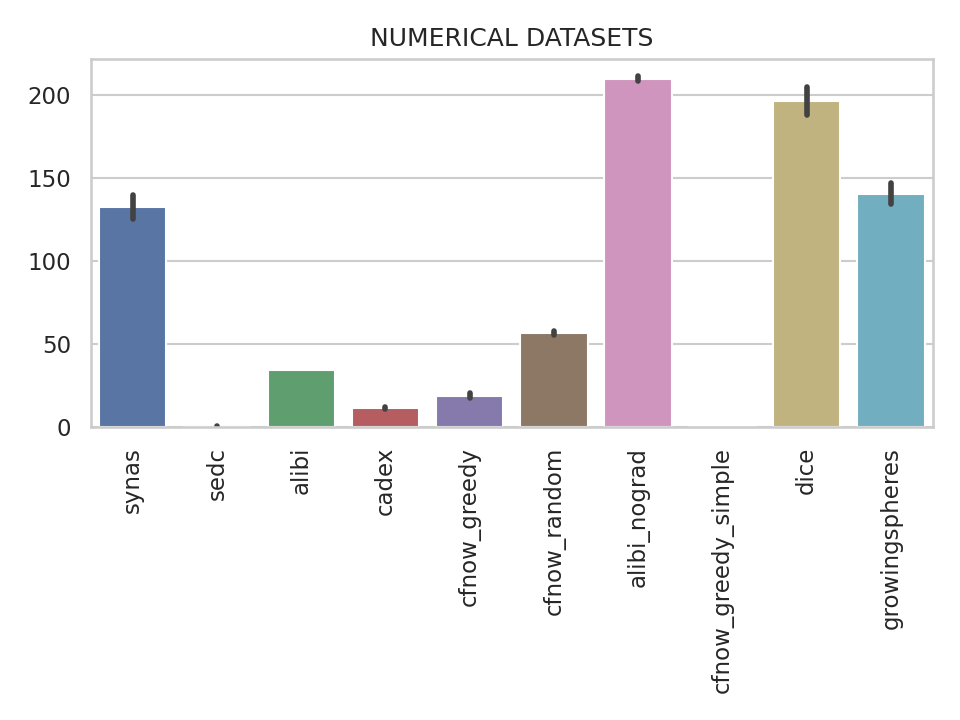 NUMERICAL DATASETS
200
150
100
50
0
synas
sedc
alibi
cadex
cfnow_greedy
cfnow_random
alibi_nograd
cfnow_greedy_simple
dice
growingspheres